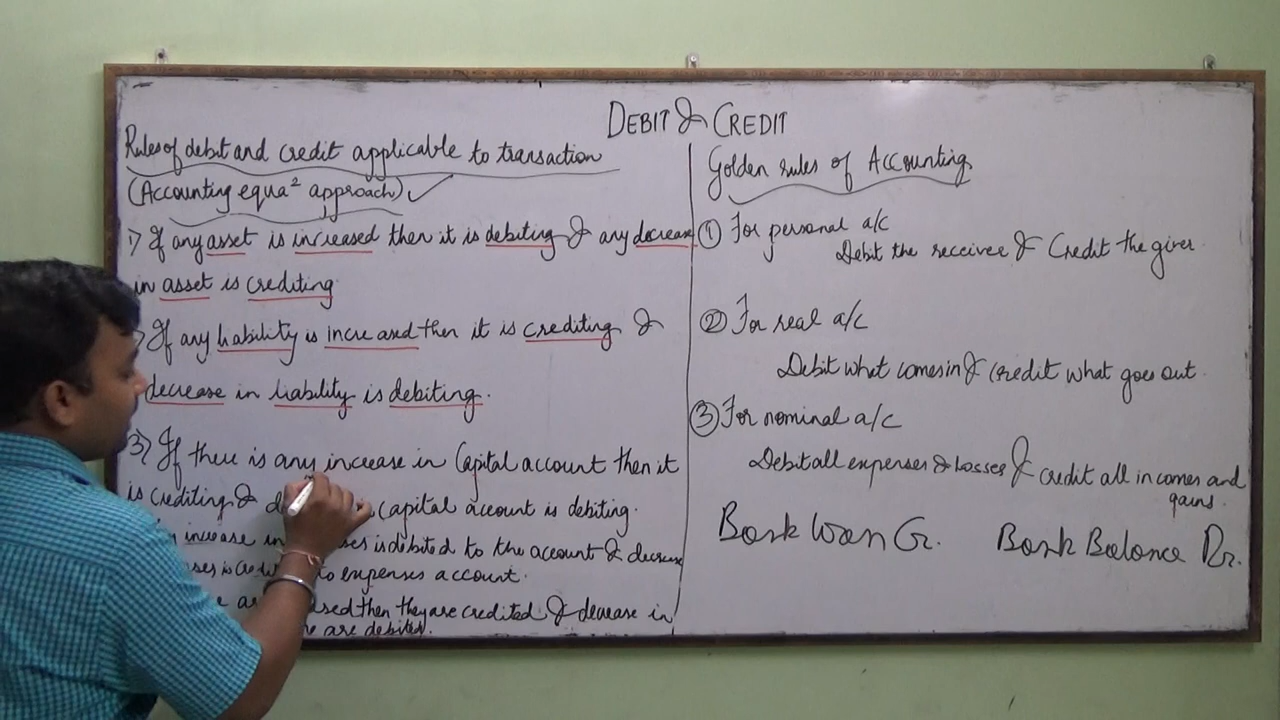 DEBIT & CREDIT
Rules of debit and credit applicable to transaction
(Accounting equa² approach) ✓
1) If any asset is increased then it is debiting & any decrease
in asset is crediting
If any liability is increased then it is crediting &
decrease in liability is debiting.
3) If there is any increase in Capital account then it
is crediting & capital account is debiting.
increase in is debited to the account & decrease
to expenses account.
then they are credited & decrease in
are debited.
Golden rules of Accounting
① For personal a/c
Debit the receiver & Credit the giver.
② For real a/c
Debit what comes in & credit what goes out.
③ For nominal a/c
Debit all expenses & losses & credit all incomes and
gains.
Bank loan Cr. Bank Balance Dr.